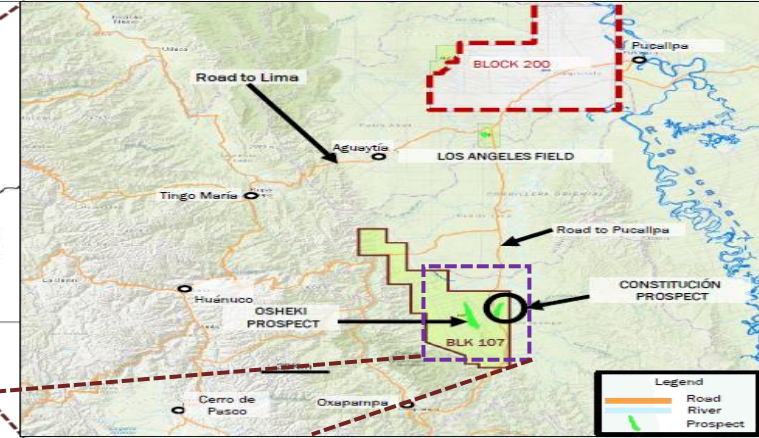 Pucallpa
BLOCK 200
Road to Lima
Aguaytía
LOS ANGELES FIELD
Tingo María
Road to Pucallpa
CONSTITUCIÓN
PROSPECT
Huánuco
OSHEKI
PROSPECT
BLK 107
Cerro de
Pasco
Oxapampa
Legend
Road
River
Prospect